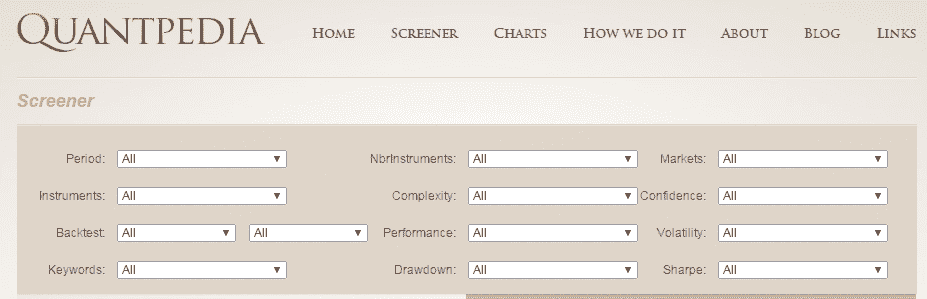 QUANTPEDIA HOME SCREENER CHARTS HOW WE DO IT ABOUT BLOG LINKS
Screener
Period: All NbrInstruments: All Markets: All
Instruments: All Complexity: All Confidence: All
Backtest: All All Performance: All Volatility: All
Keywords: All Drawdown: All Sharpe: All